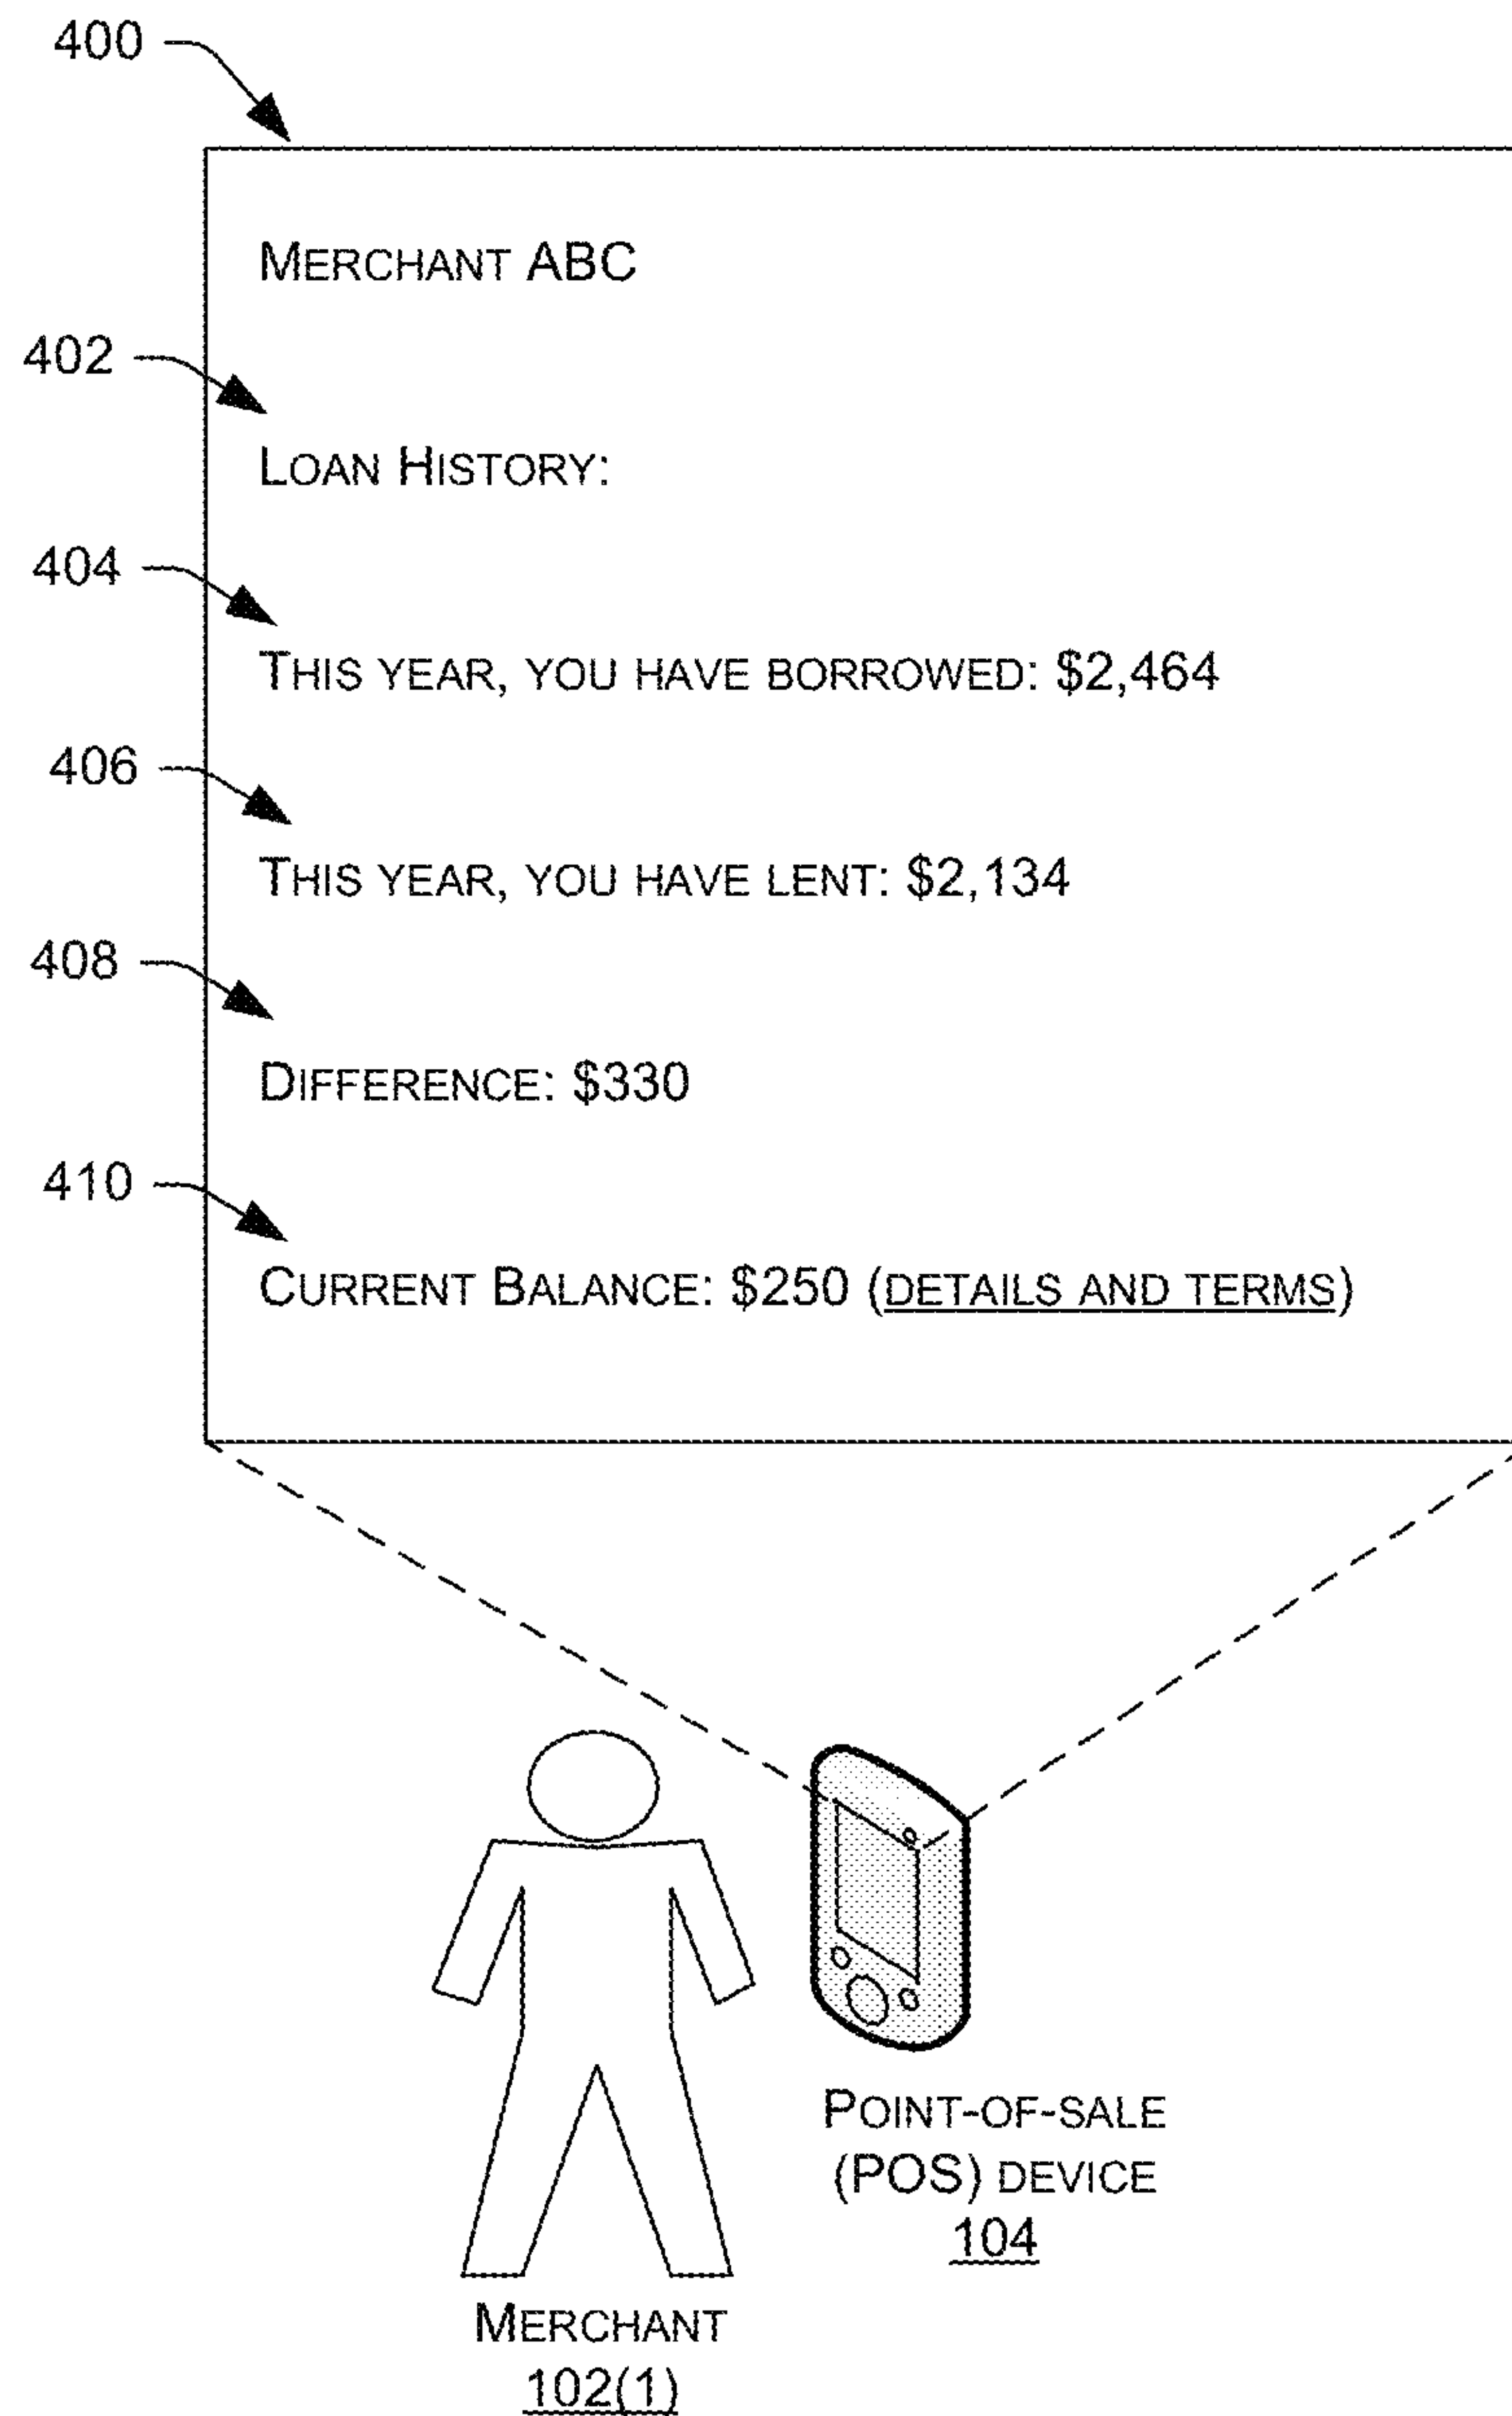 400
MERCHANT ABC
402
LOAN HISTORY:
404
THIS YEAR, YOU HAVE BORROWED: $2,464
406
THIS YEAR, YOU HAVE LENT: $2,134
408
DIFFERENCE: $330
410
CURRENT BALANCE: $250 (DETAILS AND TERMS)
POINT-OF-SALE
(POS) DEVICE
104
MERCHANT
102(1)